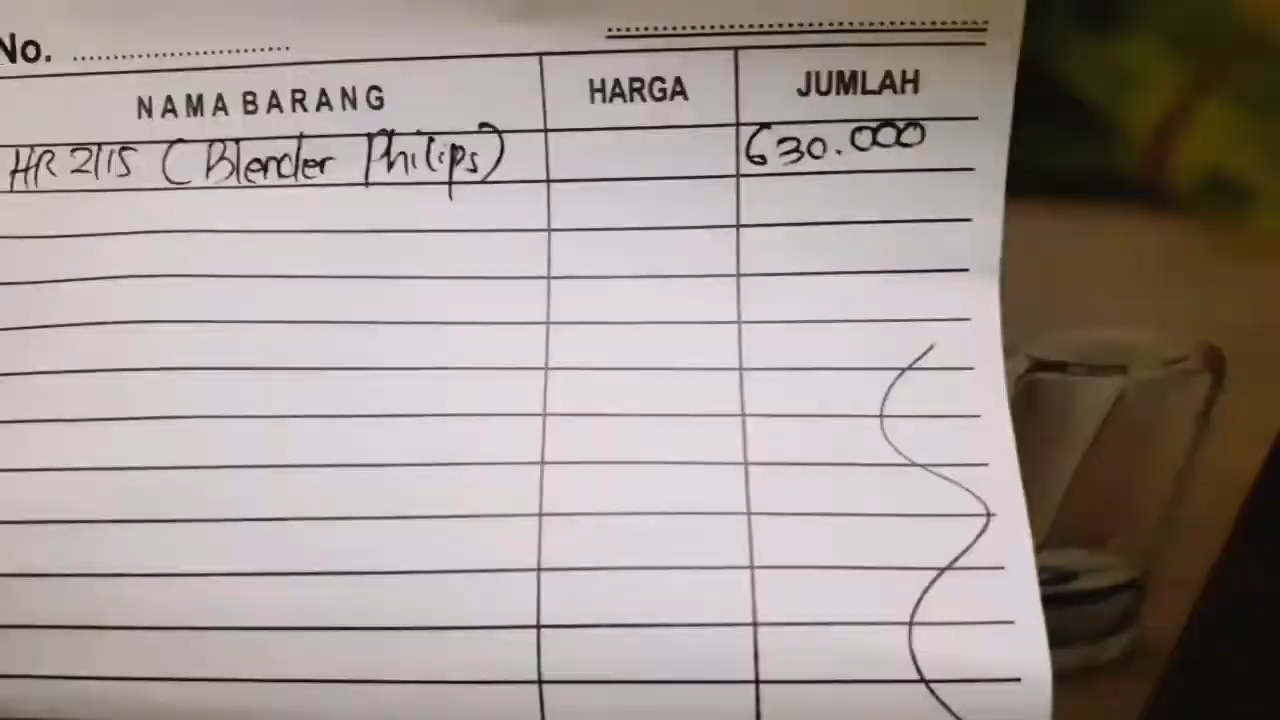 No. ........................
NAMA BARANG HARGA JUMLAH
HR 2115 (Blender Philips) 630.000